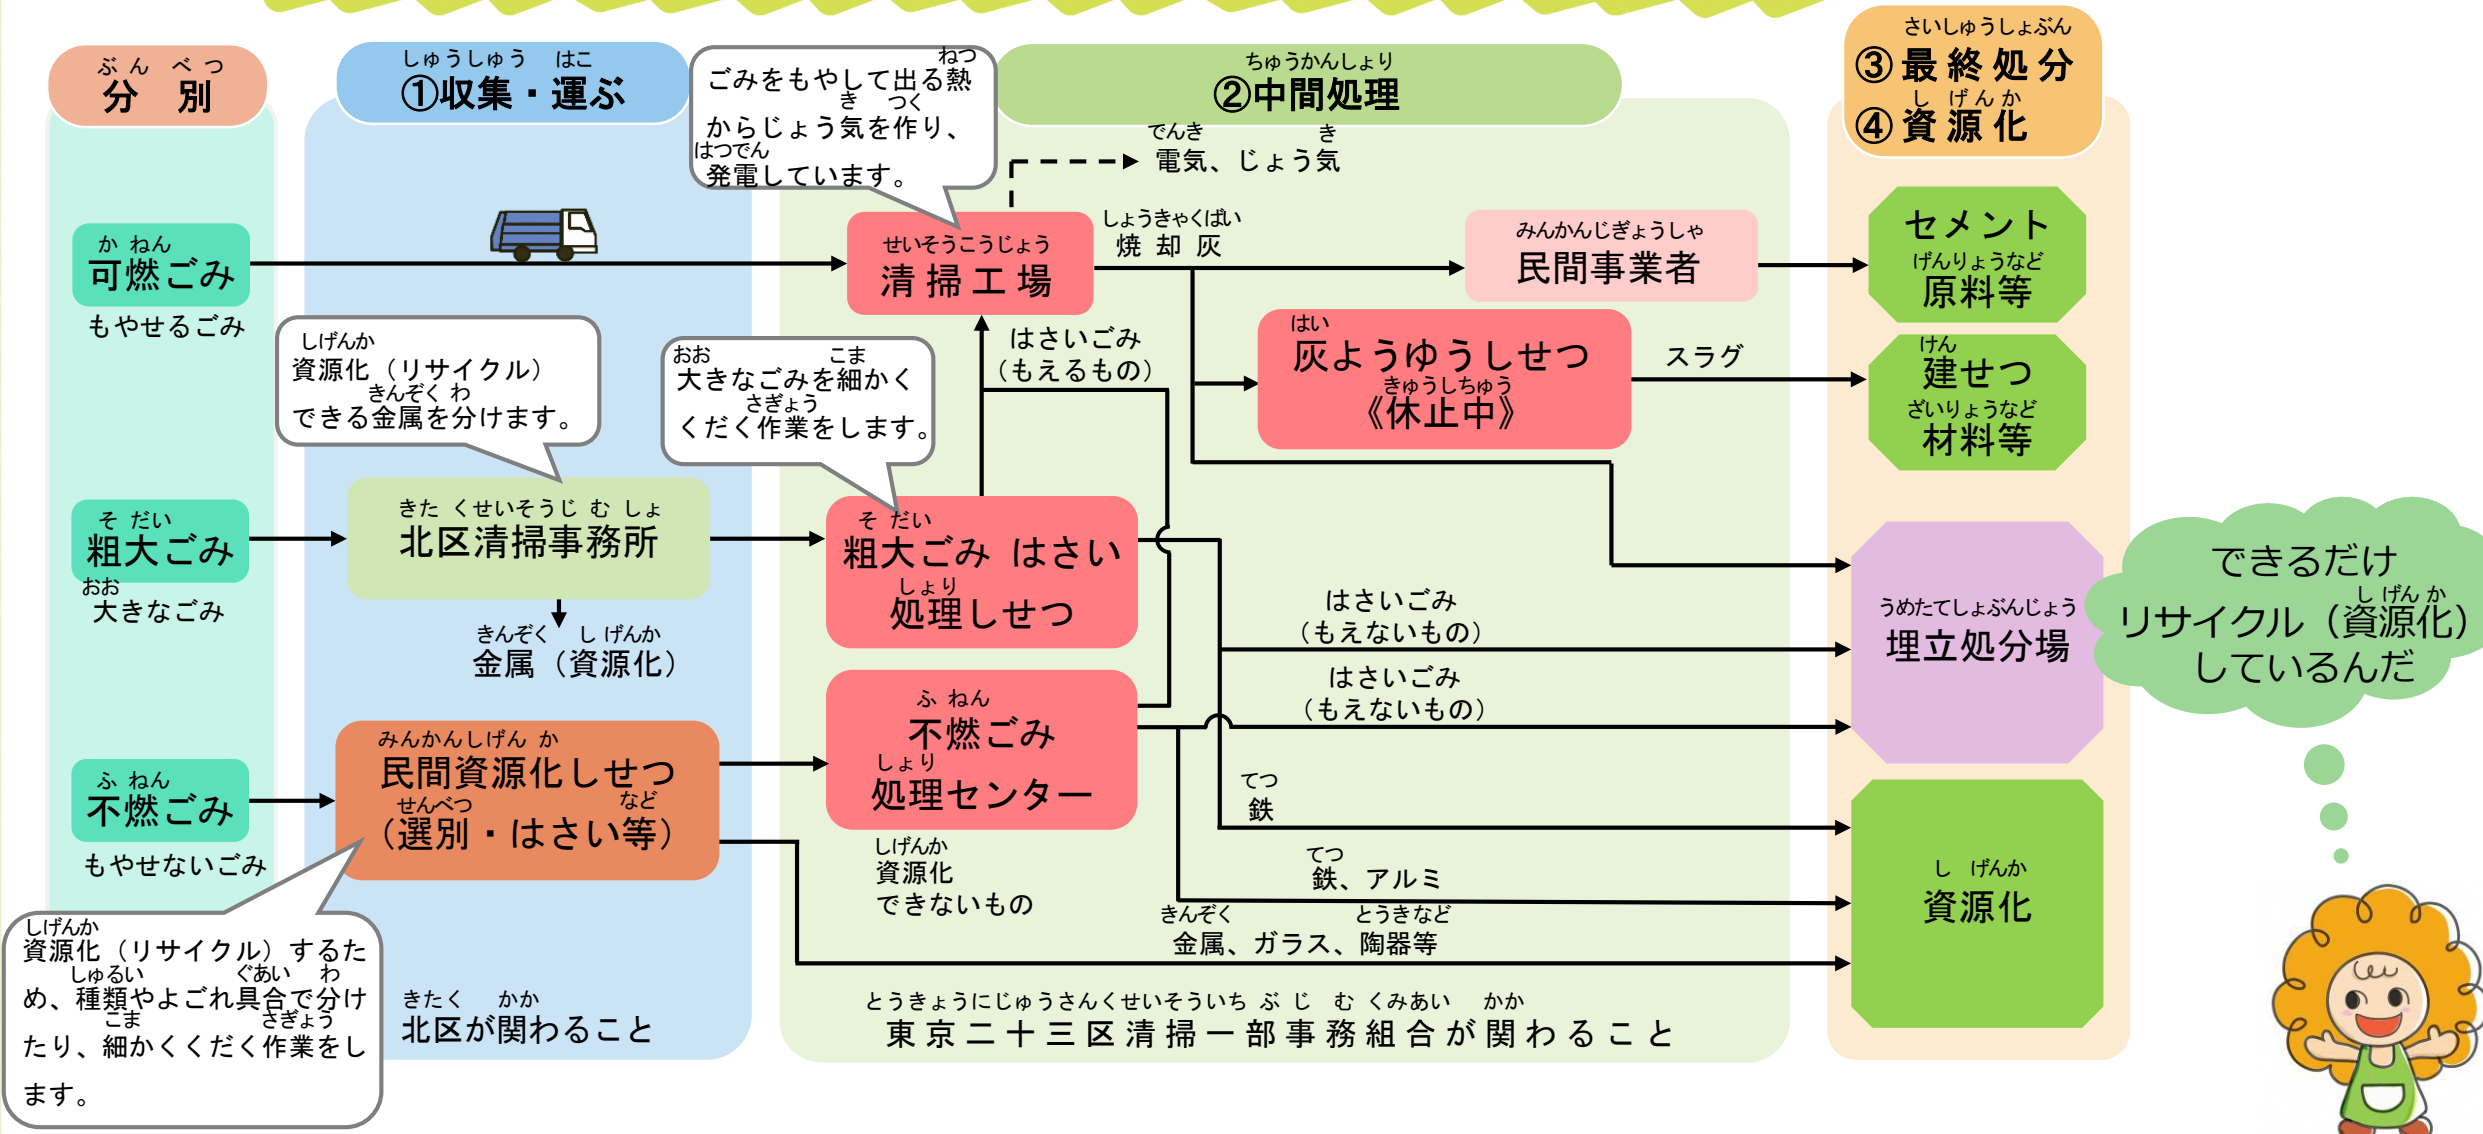 ぶん べつ
分 別
しゅうしゅう はこ
①収集・運ぶ
ちゅうかんしょり
②中間処理
さいしゅうしょぶん
③最終処分
し げんか
④資源化
ねつ
ごみをもやして出る熱
き つく
からじょう気を作り、
はつでん
発電しています。
でんき き
電気、じょう気
か ねん
可燃ごみ
もやせるごみ
せいそうこうじょう
清掃工場
しょうきゃくばい
焼却灰
みんかんじぎょうしゃ
民間事業者
セメント
げんりょうなど
原料等
しげんか
資源化（リサイクル）
きんぞく わ
できる金属を分けます。
おお こま
大きなごみを細かく
さぎょう
くだく作業をします。
はさいごみ
（もえるもの）
はい
灰ようゆうしせつ
きゅうしちゅう
《休止中》
スラグ
けん
建せつ
ざいりょうなど
材料等
そ だい
粗大ごみ
おお
大きなごみ
きた くせいそうじ む しょ
北区清掃事務所
きんぞく し げんか
金属（資源化）
そ だい
粗大ごみ はさい
しょり
処理しせつ
はさいごみ
（もえないもの）
はさいごみ
（もえないもの）
うめたてしょぶんじょう
埋立処分場
できるだけ
し げん か
リサイクル（資源化）
しているんだ
ふ ねん
不燃ごみ
もやせないごみ
みんかんしげん か
民間資源化しせつ
せんべつ など
（選別・はさい等）
ふ ねん
不燃ごみ
しょり
処理センター
しげんか
資源化
できないもの
てつ
鉄
てつ
鉄、アルミ
きんぞく とうきなど
金属、ガラス、陶器等
し げんか
資源化
しげんか
資源化（リサイクル）するた
しゅるい ぐあい わ
め、種類やよごれ具合で分け
こま さぎょう
たり、細かくくだく作業をし
ます。
きたく かか
北区が関わること
とうきょうにじゅうさんくせいそういち ぶ じ む くみあい かか
東京二十三区清掃一部事務組合が関わること